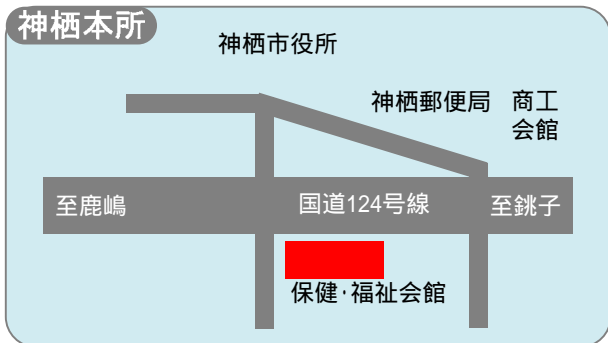 神栖本所
神栖市役所
神栖郵便局　商工
会館
至鹿嶋
国道124号線
至銚子
保健・福祉会館